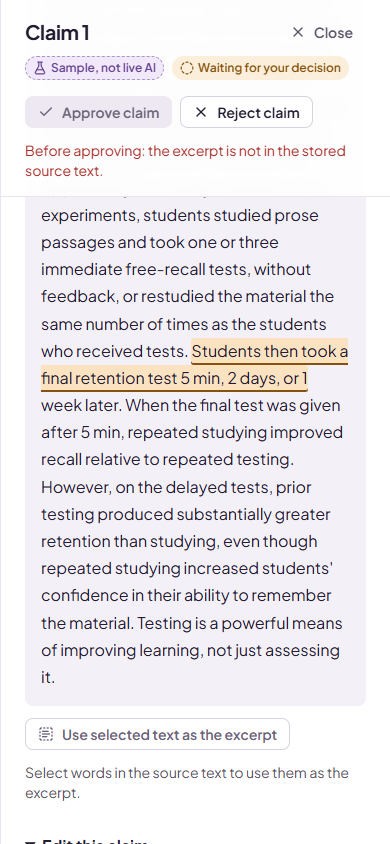 Claim 1
Close
Sample, not live AI
Waiting for your decision
Approve claim
Reject claim
Before approving: the excerpt is not in the stored
source text.
experiments, students studied prose
passages and took one or three
immediate free-recall tests, without
feedback, or restudied the material the
same number of times as the students
who received tests. Students then took a
final retention test 5 min, 2 days, or 1
week later. When the final test was given
after 5 min, repeated studying improved
recall relative to repeated testing.
However, on the delayed tests, prior
testing produced substantially greater
retention than studying, even though
repeated studying increased students'
confidence in their ability to remember
the material. Testing is a powerful means
of improving learning, not just assessing
it.
Use selected text as the excerpt
Select words in the source text to use them as the
excerpt.
Edit this claim